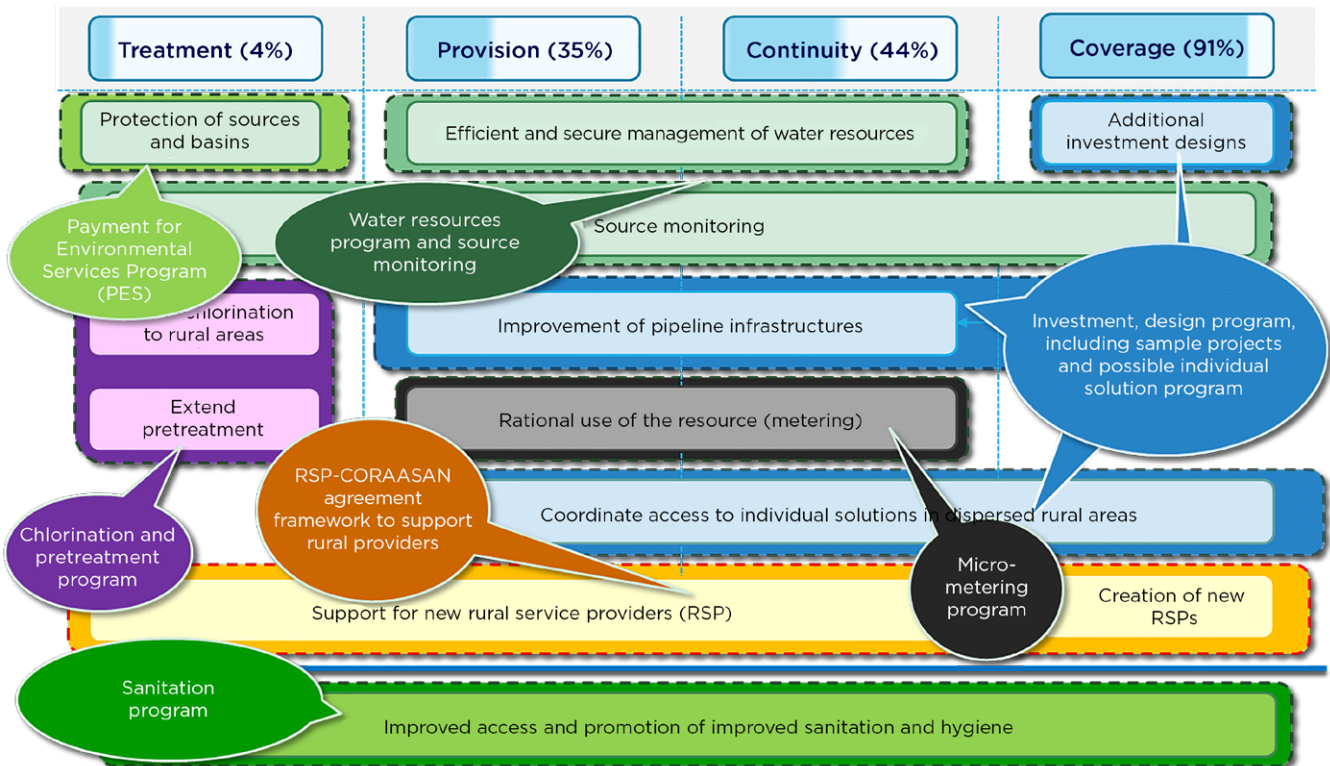 Treatment (4%)
Provision (35%)
Continuity (44%)
Coverage (91%)
Protection of sources
and basins
Efficient and secure management of water resources
Additional
investment designs
Payment for
Environmental
Services Program
(PES)
Water resources
program and source
monitoring
Source monitoring
chlorination
to rural areas
Improvement of pipeline infrastructures
Investment, design program,
including sample projects
and possible individual
solution program
Extend
pretreatment
Rational use of the resource (metering)
RSP-CORAASAN
agreement
framework to support
rural providers
Coordinate access to individual solutions in dispersed rural areas
Chlorination and
pretreatment
program
Micro-
metering
program
Support for new rural service providers (RSP)
Creation of new
RSPs
Sanitation
program
Improved access and promotion of improved sanitation and hygiene